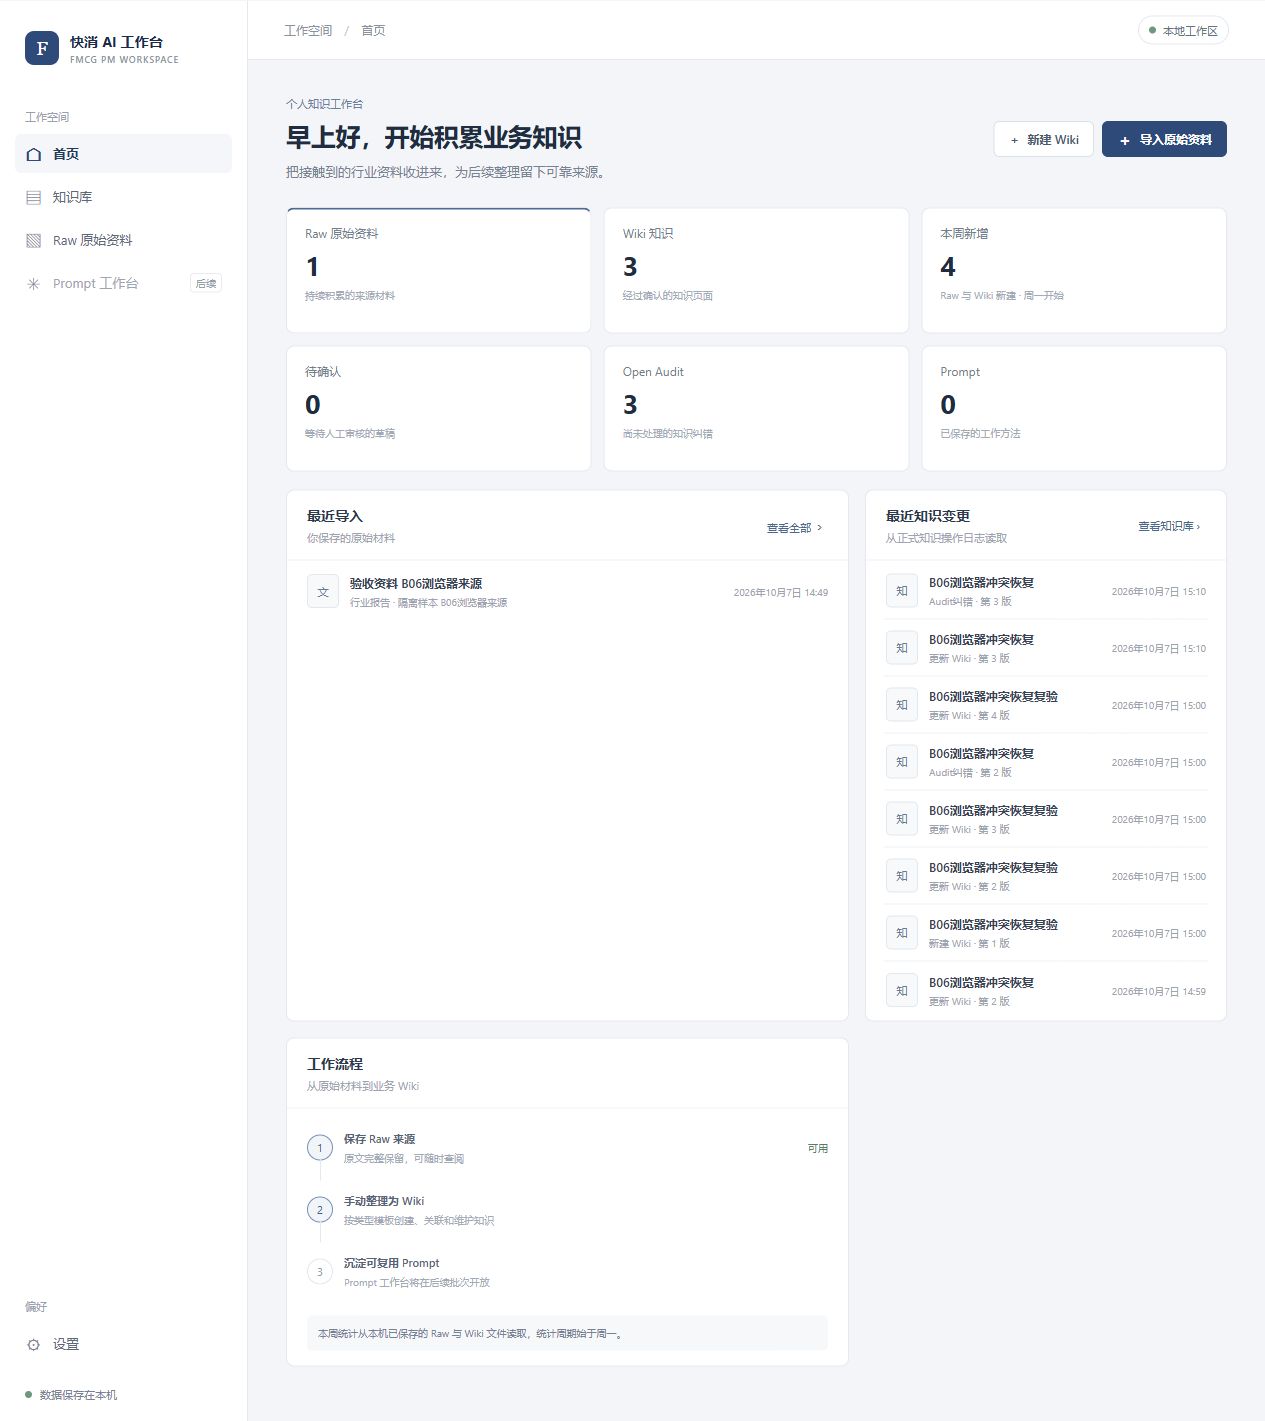 F
快消 AI 工作台
FMCG PM WORKSPACE
工作空间
首页
知识库
Raw 原始资料
Prompt 工作台 后续
偏好
设置
数据保存在本机
工作空间 / 首页
本地工作区
个人知识工作台
早上好，开始积累业务知识
把接触到的行业资料收进来，为后续整理留下可靠来源。
+ 新建 Wiki
+ 导入原始资料
Raw 原始资料
1
持续积累的来源材料
Wiki 知识
3
经过确认的知识页面
本周新增
4
Raw 与 Wiki 新建 · 周一开始
待确认
0
等待人工审核的草稿
Open Audit
3
尚未处理的知识纠错
Prompt
0
已保存的工作方法
最近导入
你保存的原始材料
查看全部 ›
文
验收资料 B06浏览器来源
行业报告 · 隔离样本 B06浏览器来源
2026年10月7日 14:49
最近知识变更
从正式知识操作日志读取
查看知识库 ›
知
B06浏览器冲突恢复
Audit纠错 · 第 3 版
2026年10月7日 15:10
知
B06浏览器冲突恢复
更新 Wiki · 第 3 版
2026年10月7日 15:10
知
B06浏览器冲突恢复复验
更新 Wiki · 第 4 版
2026年10月7日 15:00
知
B06浏览器冲突恢复
Audit纠错 · 第 2 版
2026年10月7日 15:00
知
B06浏览器冲突恢复复验
更新 Wiki · 第 3 版
2026年10月7日 15:00
知
B06浏览器冲突恢复复验
更新 Wiki · 第 2 版
2026年10月7日 15:00
知
B06浏览器冲突恢复复验
新建 Wiki · 第 1 版
2026年10月7日 15:00
知
B06浏览器冲突恢复
更新 Wiki · 第 2 版
2026年10月7日 14:59
工作流程
从原始材料到业务 Wiki
1
保存 Raw 来源
原文完整保留，可随时查阅
可用
2
手动整理为 Wiki
按类型模板创建、关联和维护知识
3
沉淀可复用 Prompt
Prompt 工作台将在后续批次开放
本周统计从本机已保存的 Raw 与 Wiki 文件读取，统计周期始于周一。